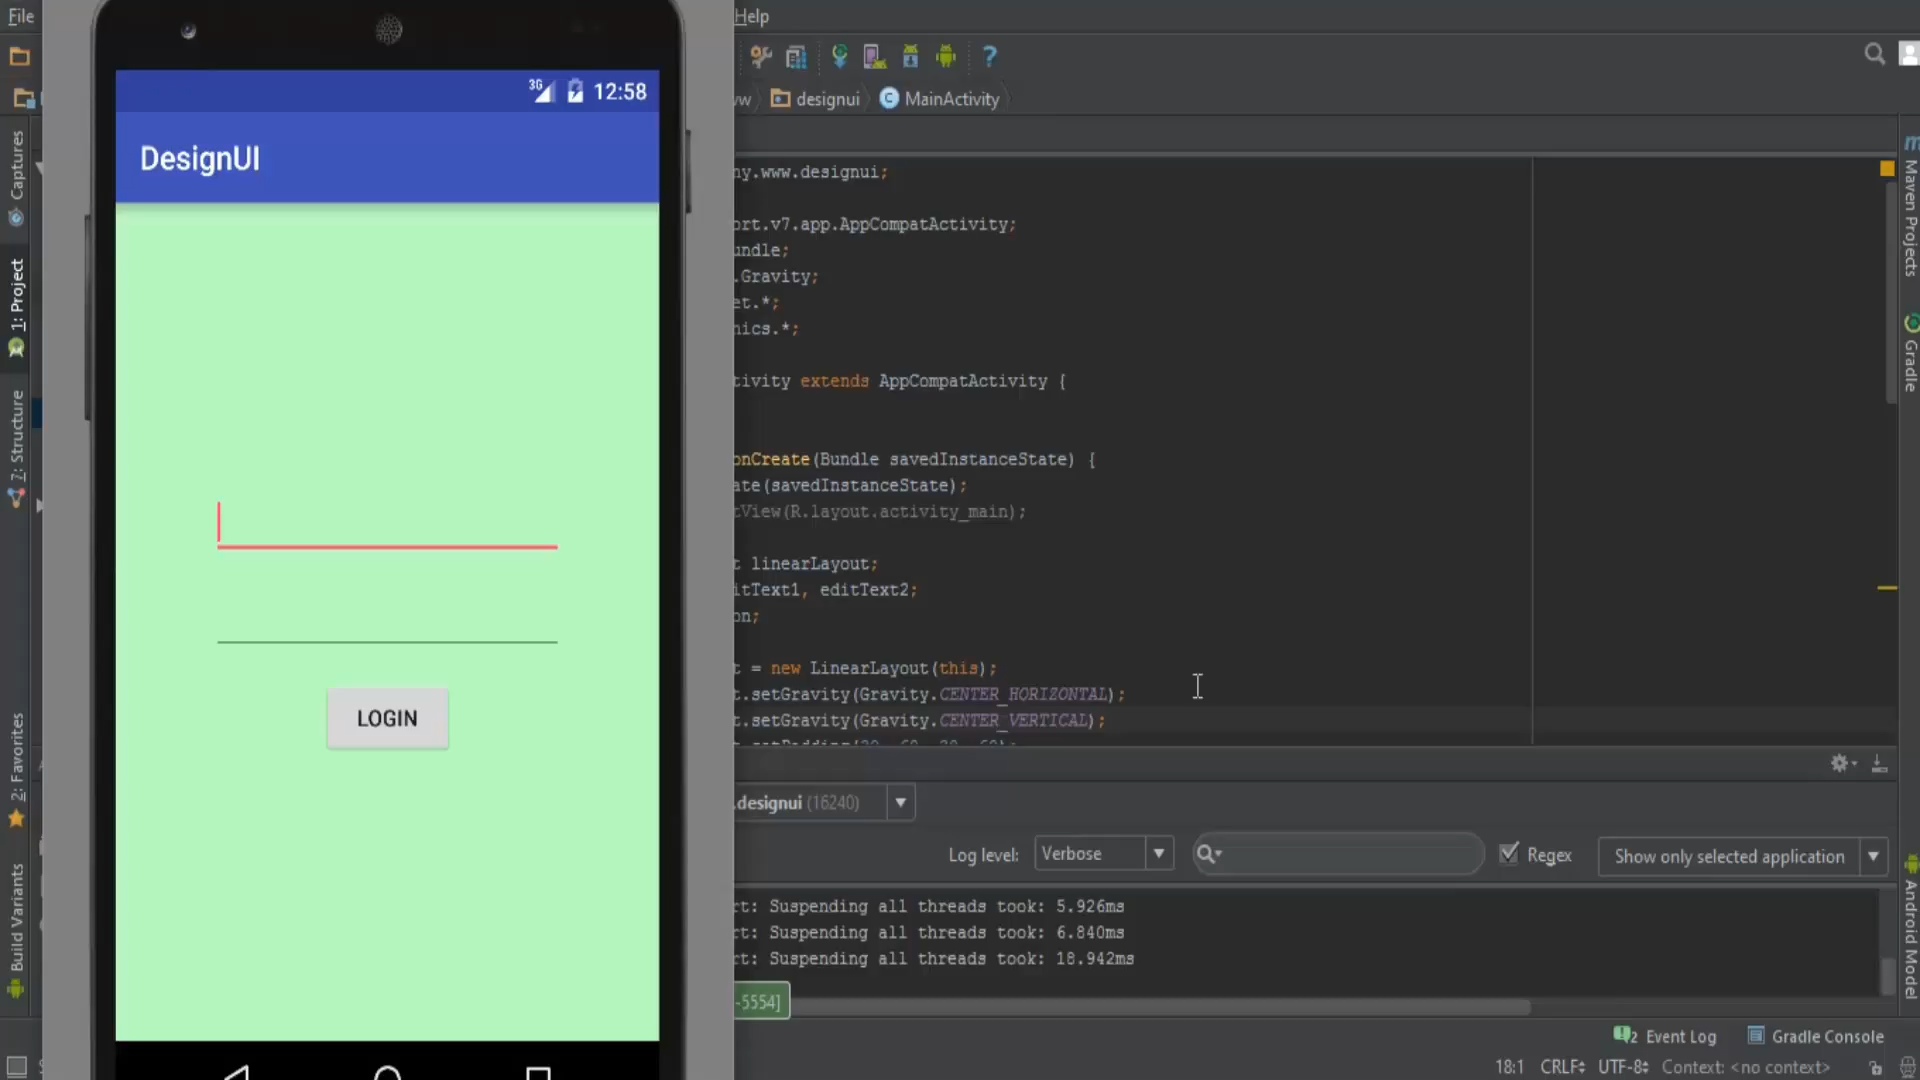 File
Help
3G 12:58
DesignUI
LOGIN
designui MainActivity
ny.www.designui;
ort.v7.app.AppCompatActivity;
undle;
.Gravity;
et.*;
hics.*;
tivity extends AppCompatActivity {
onCreate(Bundle savedInstanceState) {
ate(savedInstanceState);
tView(R.layout.activity_main);
t linearLayout;
itText1, editText2;
on;
t = new LinearLayout(this);
t.setGravity(Gravity.CENTER_HORIZONTAL);
t.setGravity(Gravity.CENTER_VERTICAL);
.designui (16240)
Log level: Verbose Regex Show only selected application
rt: Suspending all threads took: 5.926ms
rt: Suspending all threads took: 6.840ms
rt: Suspending all threads took: 18.942ms
-5554]
2 Event Log Gradle Console
18:1 CRLF UTF-8 Context: <no context>
Captures
1: Project
7: Structure
2: Favorites
Build Variants
Maven Projects
Gradle
Android Model